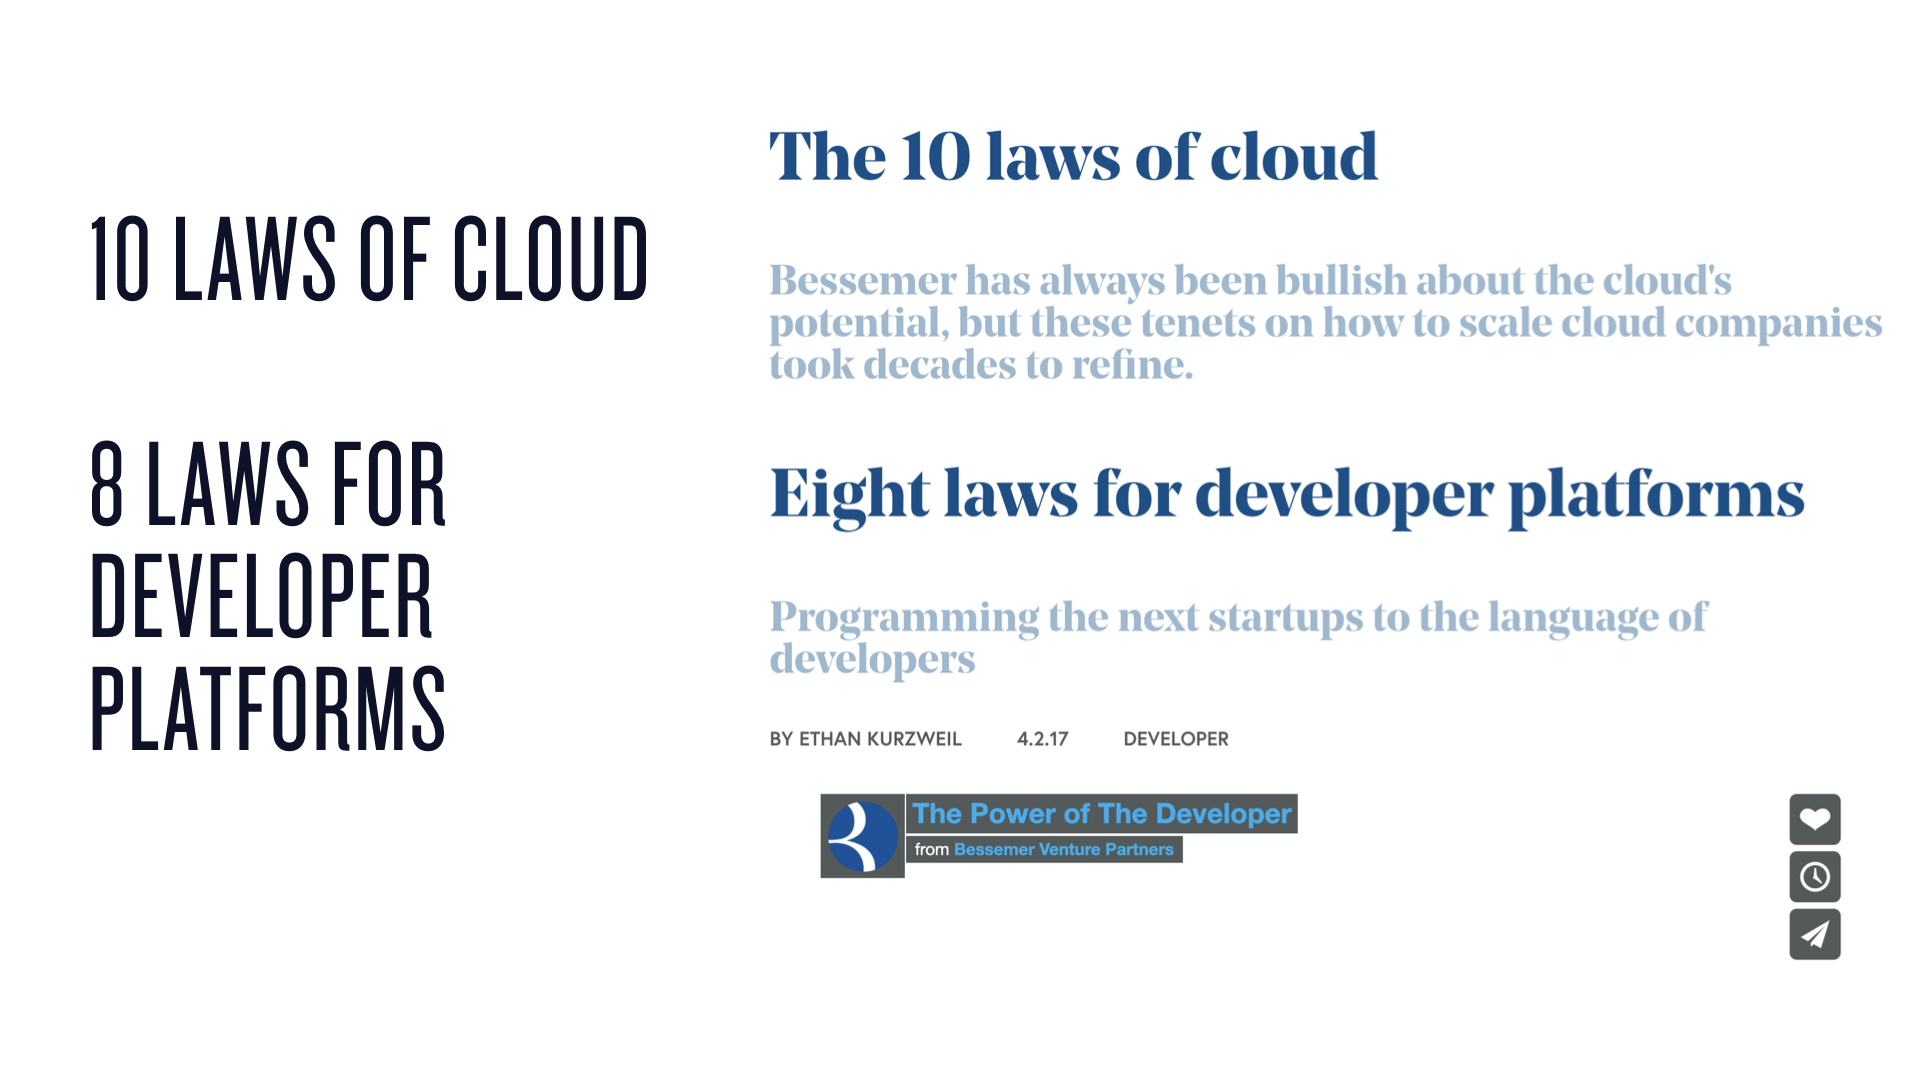 10 LAWS OF CLOUD
8 LAWS FOR
DEVELOPER
PLATFORMS
The 10 laws of cloud
Bessemer has always been bullish about the cloud's
potential, but these tenets on how to scale cloud companies
took decades to refine.
Eight laws for developer platforms
Programming the next startups to the language of
developers
BY ETHAN KURZWEIL 4.2.17 DEVELOPER
The Power of The Developer
from Bessemer Venture Partners